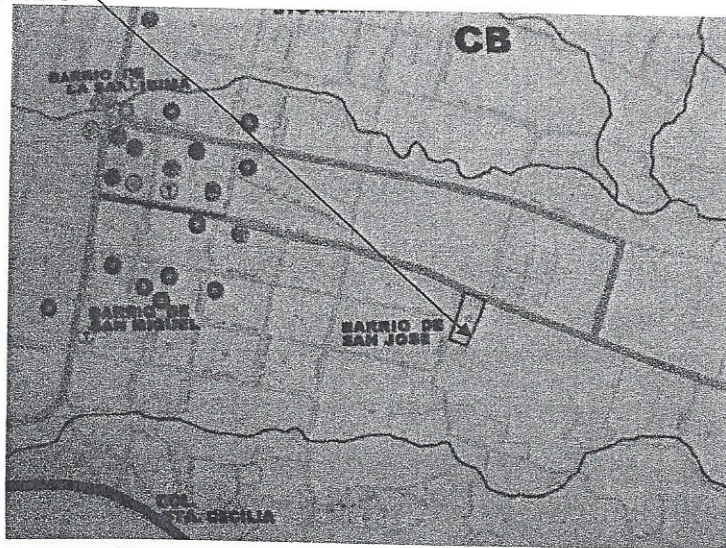 CB
BARRIO DE
LA SANTISIMA
BARRIO DE
SAN MIGUEL
BARRIO DE
SAN JOSE
COL.
STA. CECILIA